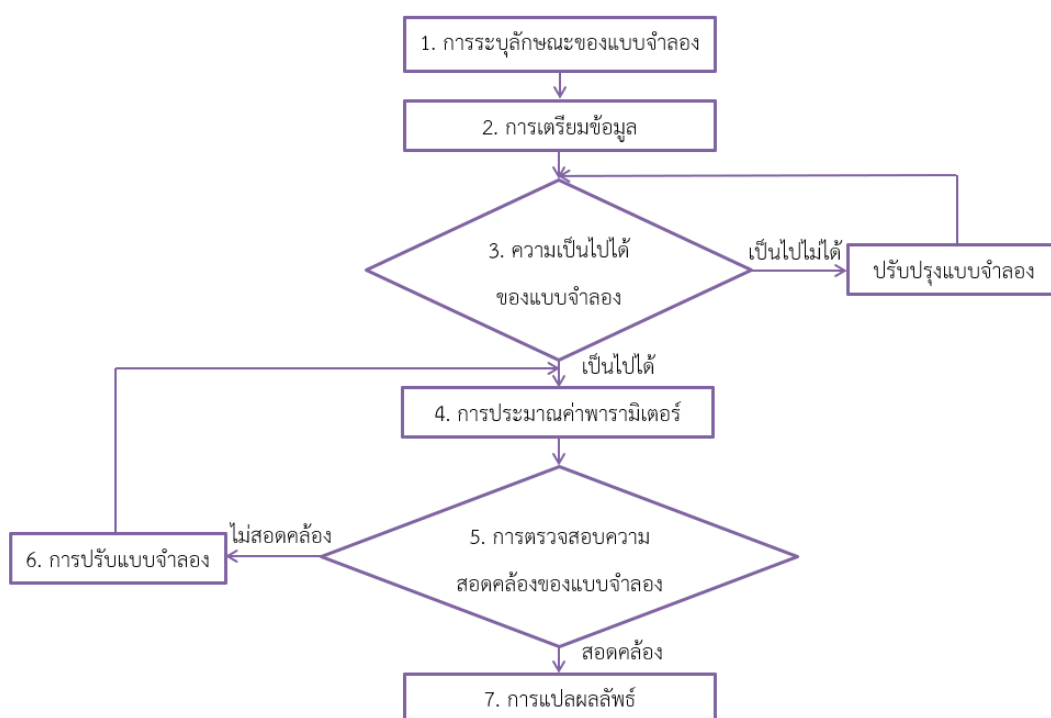 1. การระบุลักษณะของแบบจำลอง
2. การเตรียมข้อมูล
3. ความเป็นไปได้
ของแบบจำลอง
เป็นไปไม่ได้
ปรับปรุงแบบจำลอง
เป็นไปได้
4. การประมาณค่าพารามิเตอร์
5. การตรวจสอบความ
สอดคล้องของแบบจำลอง
ไม่สอดคล้อง
6. การปรับแบบจำลอง
สอดคล้อง
7. การแปลผลลัพธ์